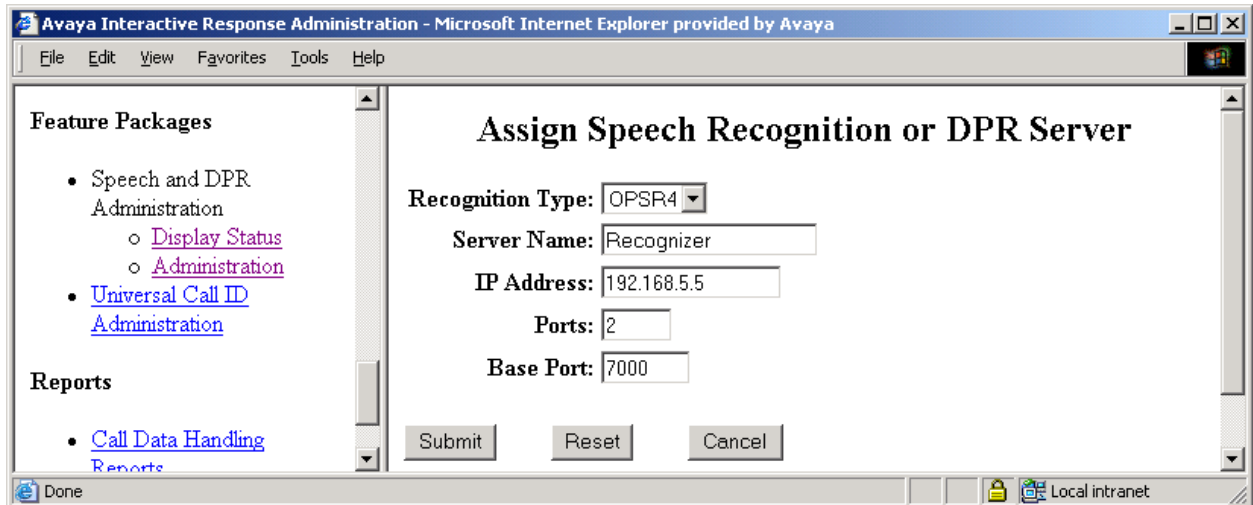 Avaya Interactive Response Administration - Microsoft Internet Explorer provided by Avaya
File Edit View Favorites Tools Help
Feature Packages
Speech and DPR
Administration
Display Status
Administration
Universal Call ID
Administration
Reports
Call Data Handling
Reports
Assign Speech Recognition or DPR Server
Recognition Type: OPSR4
Server Name: Recognizer
IP Address: 192.168.5.5
Ports: 2
Base Port: 7000
Submit Reset Cancel
Done Local intranet